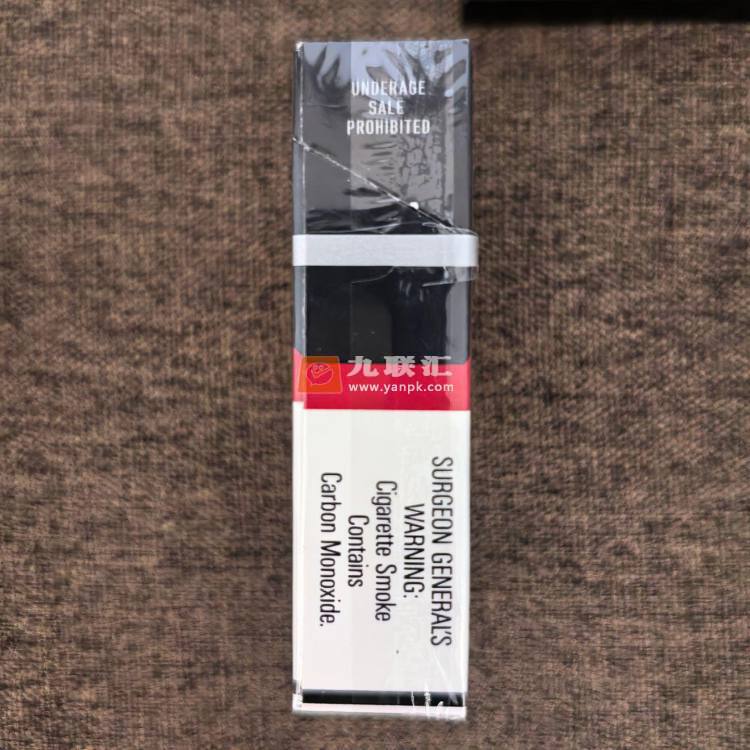 UNDERAGE
SALE
PROHIBITED
九联汇
www.yanpk.com
SURGEON GENERAL'S
WARNING:
Cigarette Smoke
Contains
Carbon Monoxide.